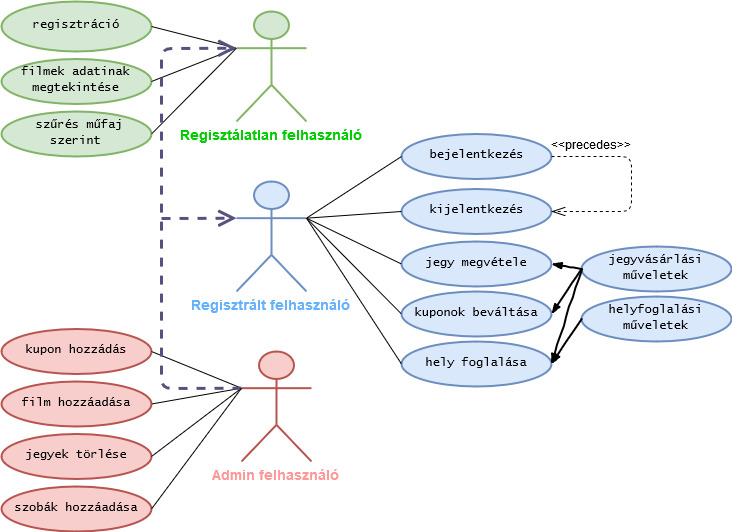 regisztráció
filmek adatinak
megtekintése
szűrés műfaj
szerint
Regisztálatlan felhasználó
bejelentkezés
<<precedes>>
kijelentkezés
jegy megvétele
jegyvásárlási
műveletek
Regisztrált felhasználó
kuponok beváltása
helyfoglalási
műveletek
hely foglalása
kupon hozzádás
film hozzáadása
jegyek törlése
Admin felhasználó
szobák hozzáadása